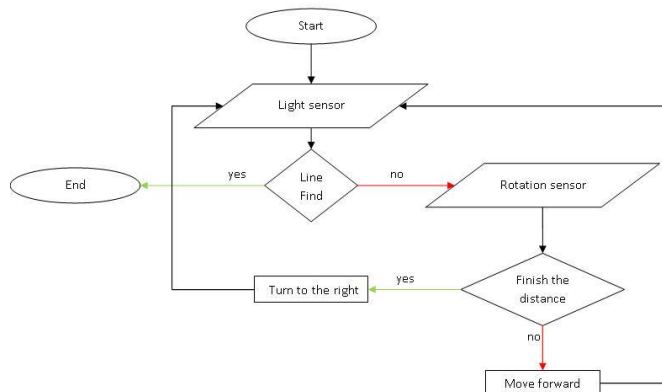 Start
Light sensor
yes
Line
Find
no
End
Rotation sensor
Turn to the right
yes
Finish the
distance
no
Move forward